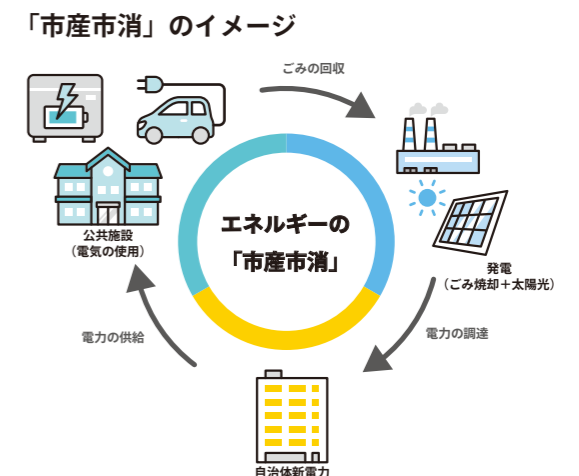 「市産市消」のイメージ
ごみの回収
公共施設
（電気の使用）
エネルギーの
「市産市消」
発電
（ごみ焼却＋太陽光）
電力の供給
電力の調達
自治体新電力